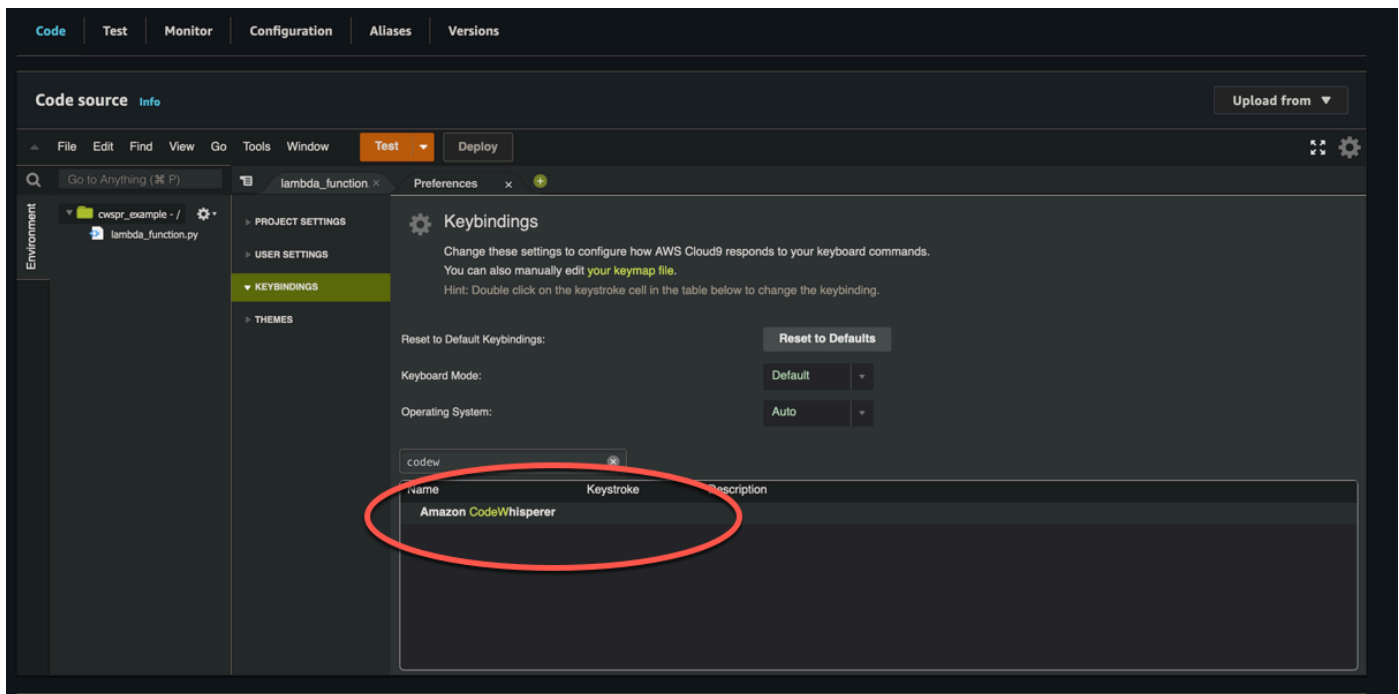 Code Test Monitor Configuration Aliases Versions
Code source Info
Upload from
File Edit Find View Go Tools Window Test Deploy
Go to Anything (⌘ P)
lambda_function
Preferences
Environment
cwspr_example - /
lambda_function.py
PROJECT SETTINGS
USER SETTINGS
KEYBINDINGS
THEMES
Keybindings
Change these settings to configure how AWS Cloud9 responds to your keyboard commands.
You can also manually edit your keymap file.
Hint: Double click on the keystroke cell in the table below to change the keybinding.
Reset to Default Keybindings: Reset to Defaults
Keyboard Mode: Default
Operating System: Auto
codew
Name Keystroke Description
Amazon CodeWhisperer